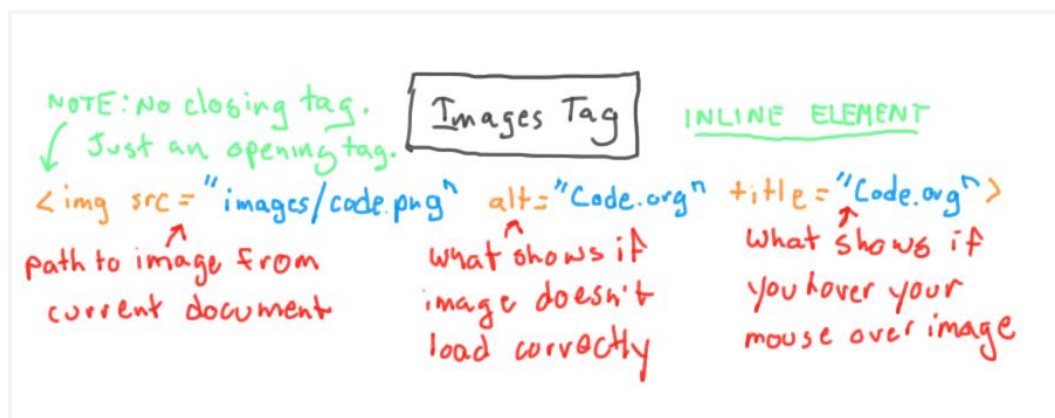 Images Tag
NOTE: No closing tag.
Just an opening tag.
INLINE ELEMENT
<img src="images/code.png" alt="Code.org" title="Code.org">
path to image from
current document
what shows if
image doesn't
load correctly
what shows if
you hover your
mouse over image